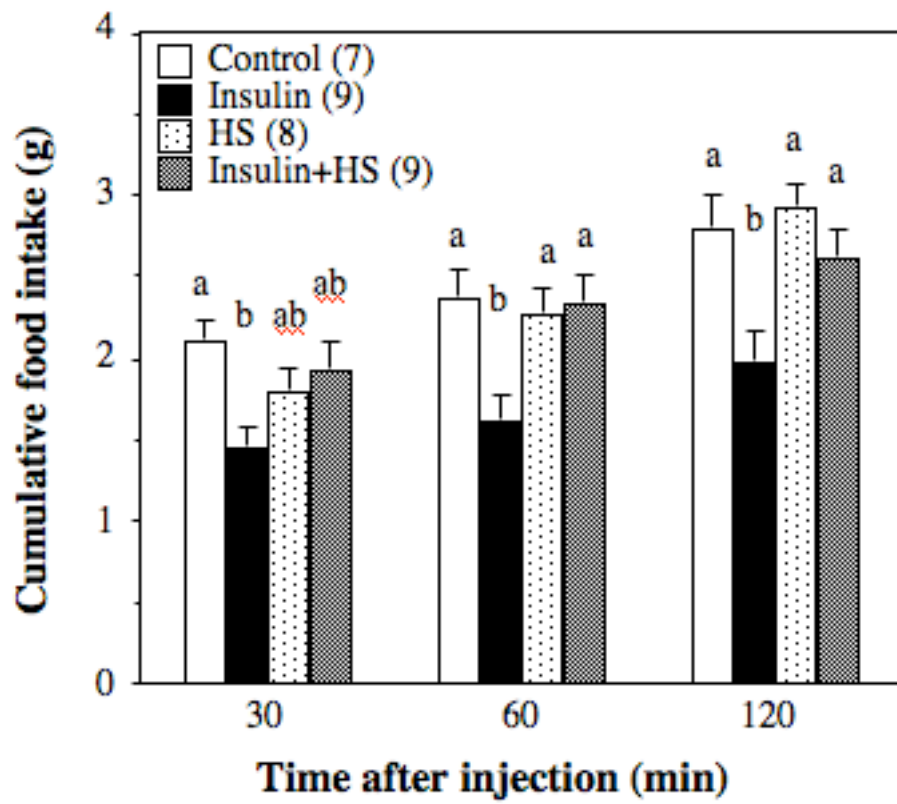 4
Control (7)
Insulin (9)
HS (8)
Insulin+HS (9)
3
2
1
0
Cumulative food intake (g)
a b ab ab
a b a a
a b a a
30 60 120
Time after injection (min)